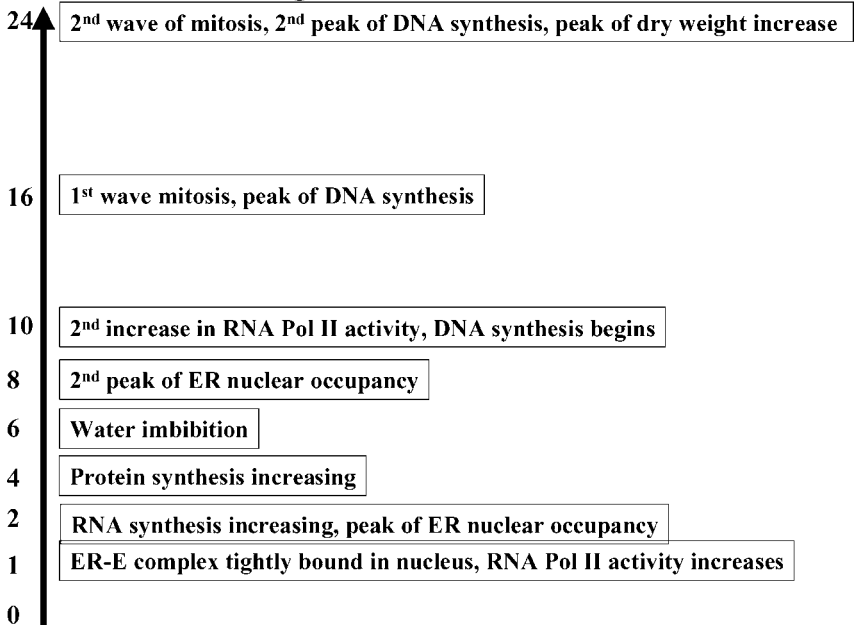 24 2nd wave of mitosis, 2nd peak of DNA synthesis, peak of dry weight increase
16 1st wave mitosis, peak of DNA synthesis
10 2nd increase in RNA Pol II activity, DNA synthesis begins
8 2nd peak of ER nuclear occupancy
6 Water imbibition
4 Protein synthesis increasing
2 RNA synthesis increasing, peak of ER nuclear occupancy
1 ER-E complex tightly bound in nucleus, RNA Pol II activity increases
0